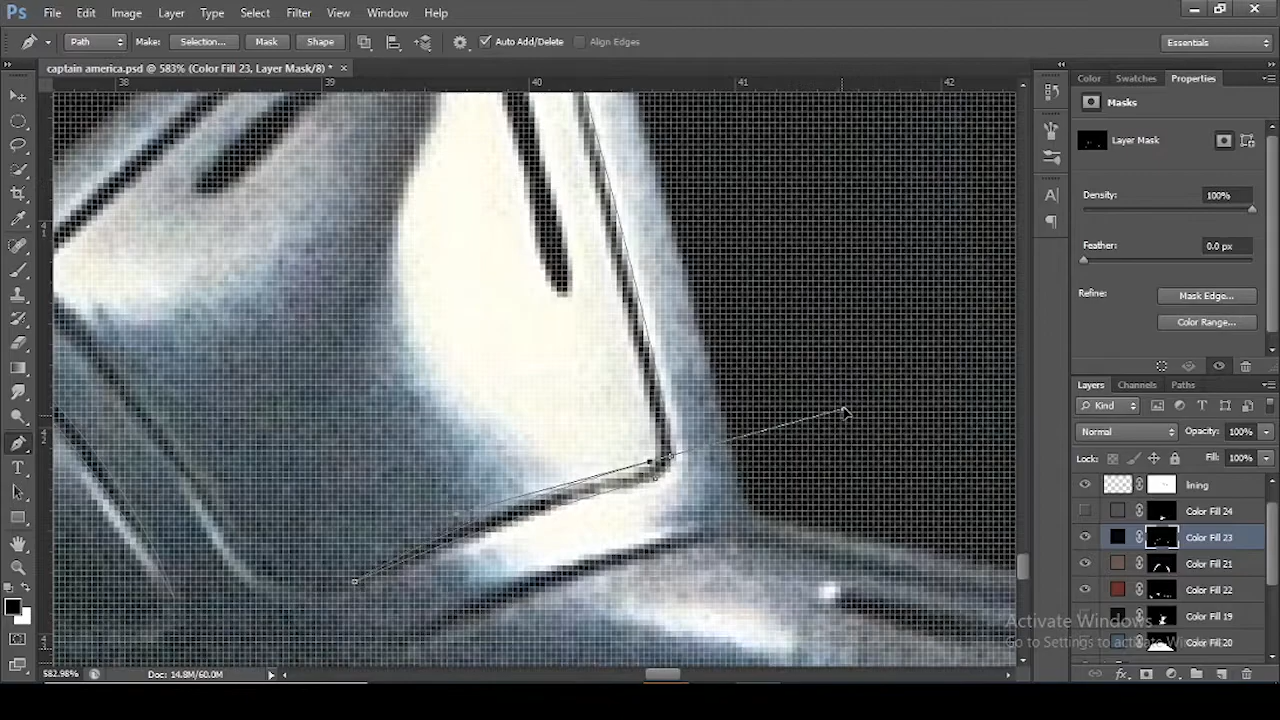 Ps File Edit Image Layer Type Select Filter View Window Help
Path Make: Selection... Mask Shape Auto Add/Delete Align Edges Essentials
captain america.psd @ 583% (Color Fill 23, Layer Mask/8) *
38 39 40 41 42
Color Swatches Properties
Masks
Layer Mask
Density: 100%
Feather: 0.0 px
Refine: Mask Edge...
Color Range...
Layers Channels Paths
Kind
Normal Opacity: 100%
Lock: Fill: 100%
lining
Color Fill 24
Color Fill 23
Color Fill 21
Color Fill 22
Color Fill 19
Color Fill 20
Activate Windows
Go to Settings to activate Wi
582.98% Doc: 14.8M/60.0M